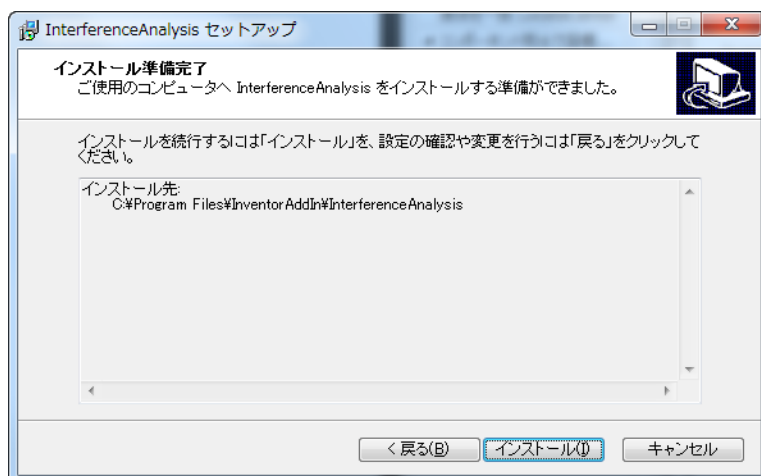 InterferenceAnalysis セットアップ
インストール準備完了
ご使用のコンピュータへ InterferenceAnalysis をインストールする準備ができました。
インストールを続行するには「インストール」を、設定の確認や変更を行うには「戻る」をクリックして
ください。
インストール先:
C:¥Program Files¥InventorAddIn¥InterferenceAnalysis
< 戻る(B)
インストール(I)
キャンセル